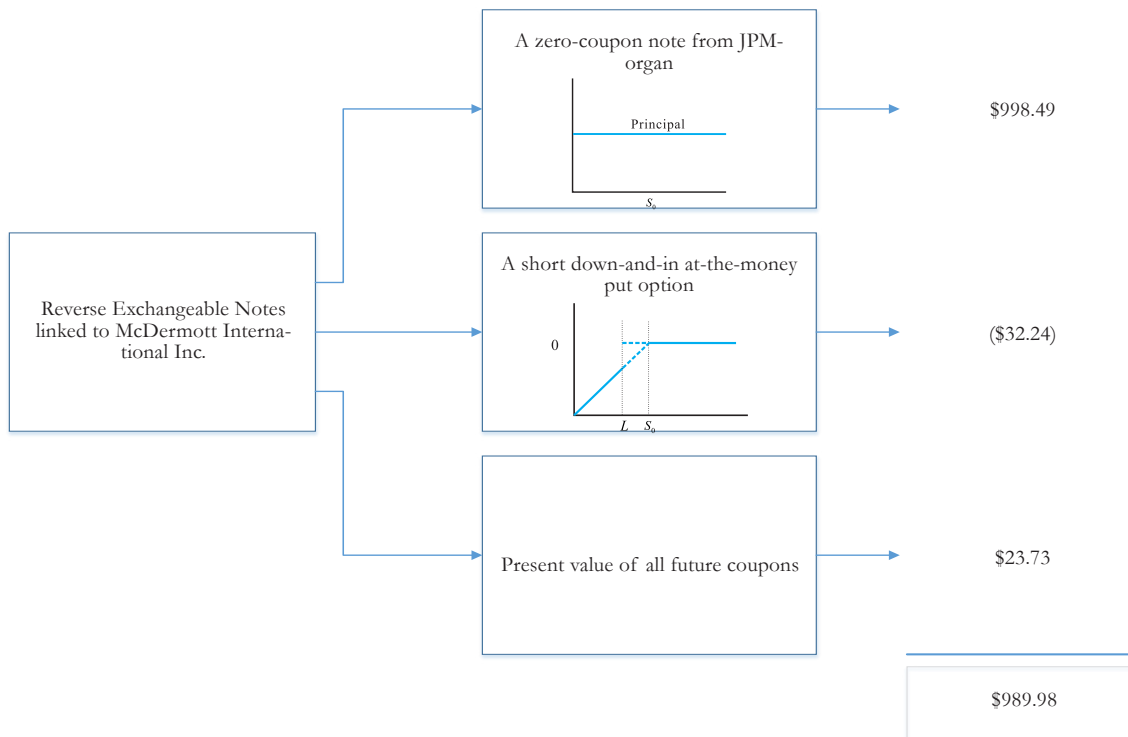 A zero-coupon note from JPM-
organ
Principal
S₀
$998.49
Reverse Exchangeable Notes
linked to McDermott Interna-
tional Inc.
A short down-and-in at-the-money
put option
0
L S₀
($32.24)
Present value of all future coupons
$23.73
$989.98